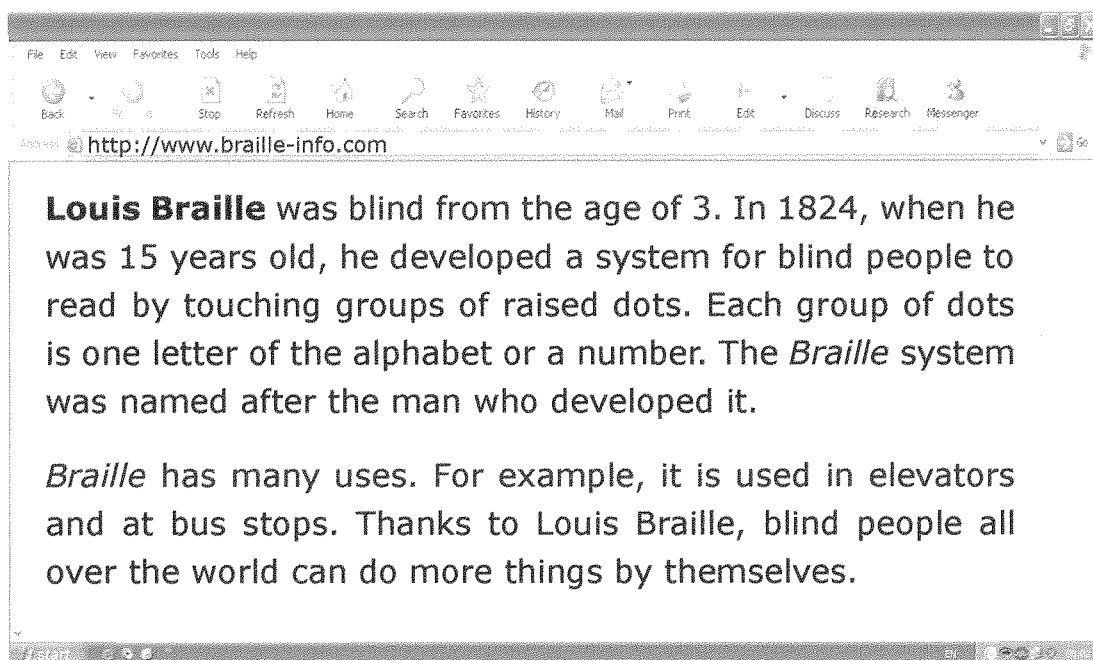 File Edit View Favorites Tools Help
Back Stop Refresh Home Search Favorites History Mail Print Edit Discuss Research Messenger
Address http://www.braille-info.com Go
Louis Braille was blind from the age of 3. In 1824, when he
was 15 years old, he developed a system for blind people to
read by touching groups of raised dots. Each group of dots
is one letter of the alphabet or a number. The Braille system
was named after the man who developed it.
Braille has many uses. For example, it is used in elevators
and at bus stops. Thanks to Louis Braille, blind people all
over the world can do more things by themselves.
start EN